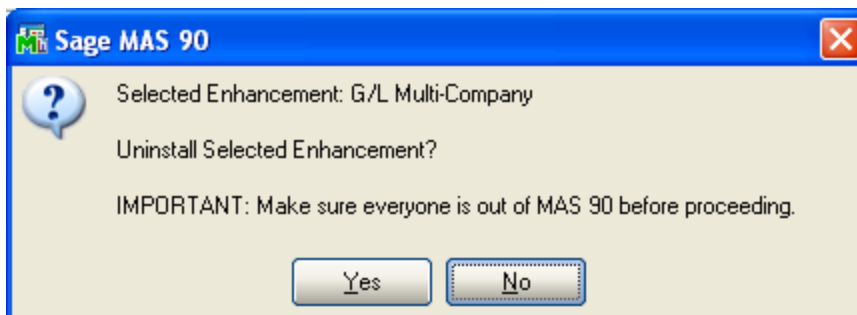 Sage MAS 90
Selected Enhancement: G/L Multi-Company
Uninstall Selected Enhancement?
IMPORTANT: Make sure everyone is out of MAS 90 before proceeding.
Yes No